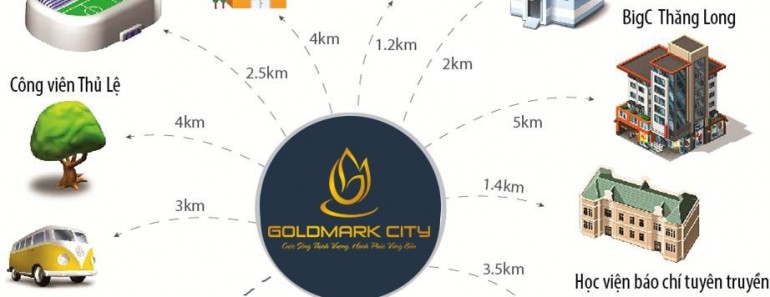 BigC Thăng Long
4km
1.2km
2km
2.5km
Công viên Thủ Lệ
4km
5km
3km
1.4km
GOLDMARK CITY
Cuộc Sống Thịnh Vượng, Hạnh Phúc Vững Bền
3.5km
Học viện báo chí tuyên truyền